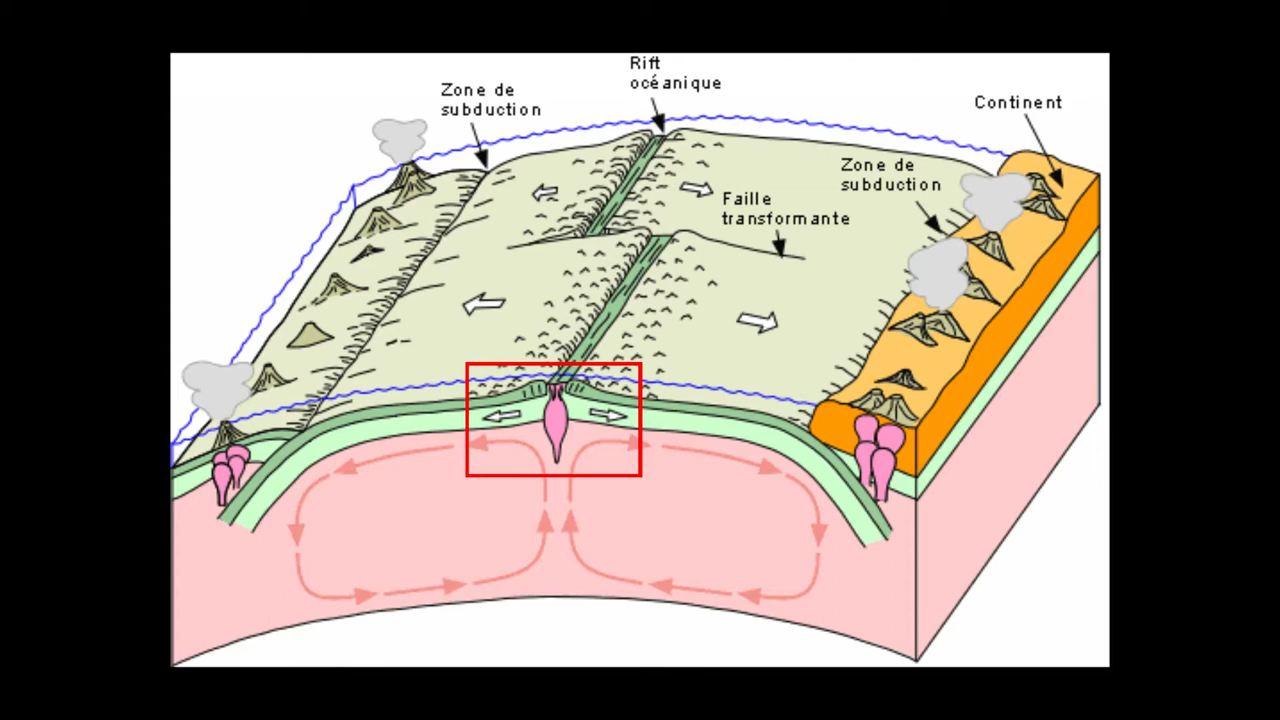 Rift
océanique
Zone de
subduction
Continent
Zone de
subduction
Faille
transformante